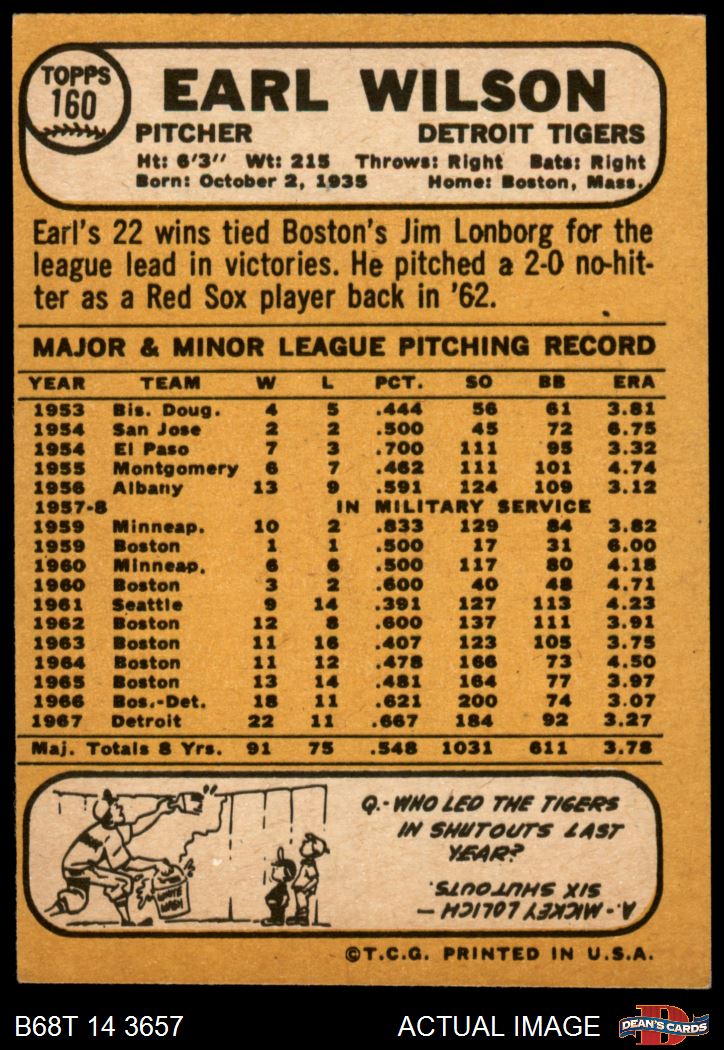 TOPPS
160
EARL WILSON
PITCHER DETROIT TIGERS
Ht: 6'3" Wt: 215 Throws: Right Bats: Right
Born: October 2, 1935 Home: Boston, Mass.
Earl's 22 wins tied Boston's Jim Lonborg for the
league lead in victories. He pitched a 2-0 no-hit-
ter as a Red Sox player back in '62.
MAJOR & MINOR LEAGUE PITCHING RECORD
YEAR TEAM W L PCT. SO BB ERA
1953 Bis. Doug. 4 5 .444 56 61 3.81
1954 San Jose 2 2 .500 45 72 6.75
1954 El Paso 7 3 .700 111 95 3.32
1955 Montgomery 6 7 .462 111 101 4.74
1956 Albany 13 9 .591 124 109 3.12
1957-8 IN MILITARY SERVICE
1959 Minneap. 10 2 .833 129 84 3.82
1959 Boston 1 1 .500 17 31 6.00
1960 Minneap. 6 6 .500 117 80 4.18
1960 Boston 3 2 .600 40 48 4.71
1961 Seattle 9 14 .391 127 113 4.23
1962 Boston 12 8 .600 137 111 3.91
1963 Boston 11 16 .407 123 105 3.75
1964 Boston 11 12 .478 166 73 4.50
1965 Boston 13 14 .481 164 77 3.97
1966 Bos.-Det. 18 11 .621 200 74 3.07
1967 Detroit 22 11 .667 184 92 3.27
Maj. Totals 8 Yrs. 91 75 .548 1031 611 3.78
WHITE
WASH
Q.-WHO LED THE TIGERS
IN SHUTOUTS LAST
YEAR?
A.-MICKEY LOLICH —
SIX SHUTOUTS.
©T.C.G. PRINTED IN U.S.A.
B68T 14 3657 ACTUAL IMAGE
D
DEAN'S CARDS